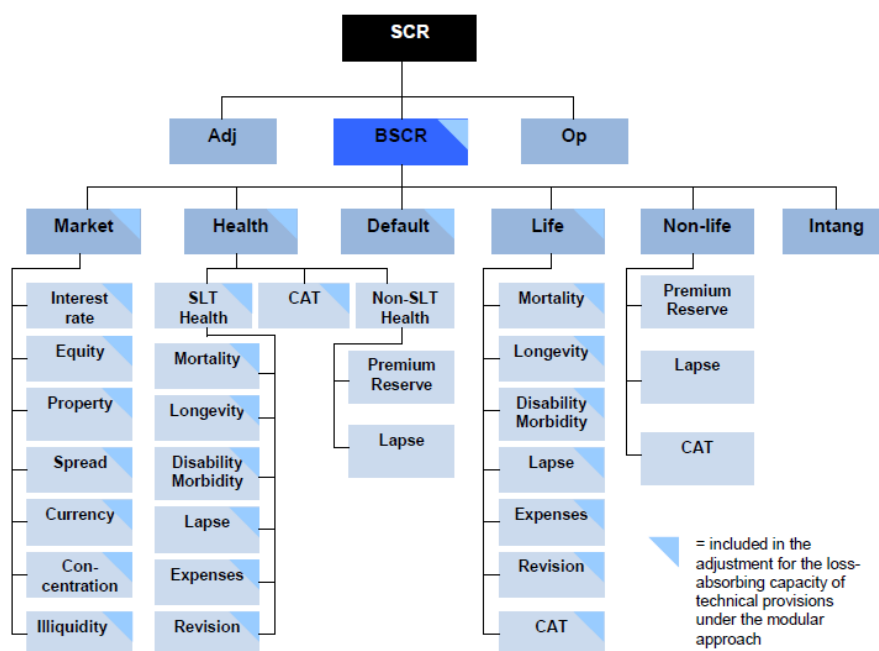 SCR
Adj
BSCR
Op
Market
Health
Default
Life
Non-life
Intang
Interest
rate
Equity
Property
Spread
Currency
Con-
centration
Illiquidity
SLT
Health
CAT
Non-SLT
Health
Mortality
Longevity
Disability
Morbidity
Lapse
Expenses
Revision
Premium
Reserve
Lapse
Mortality
Longevity
Disability
Morbidity
Lapse
Expenses
Revision
CAT
Premium
Reserve
Lapse
CAT
= included in the
adjustment for the loss-
absorbing capacity of
technical provisions
under the modular
approach